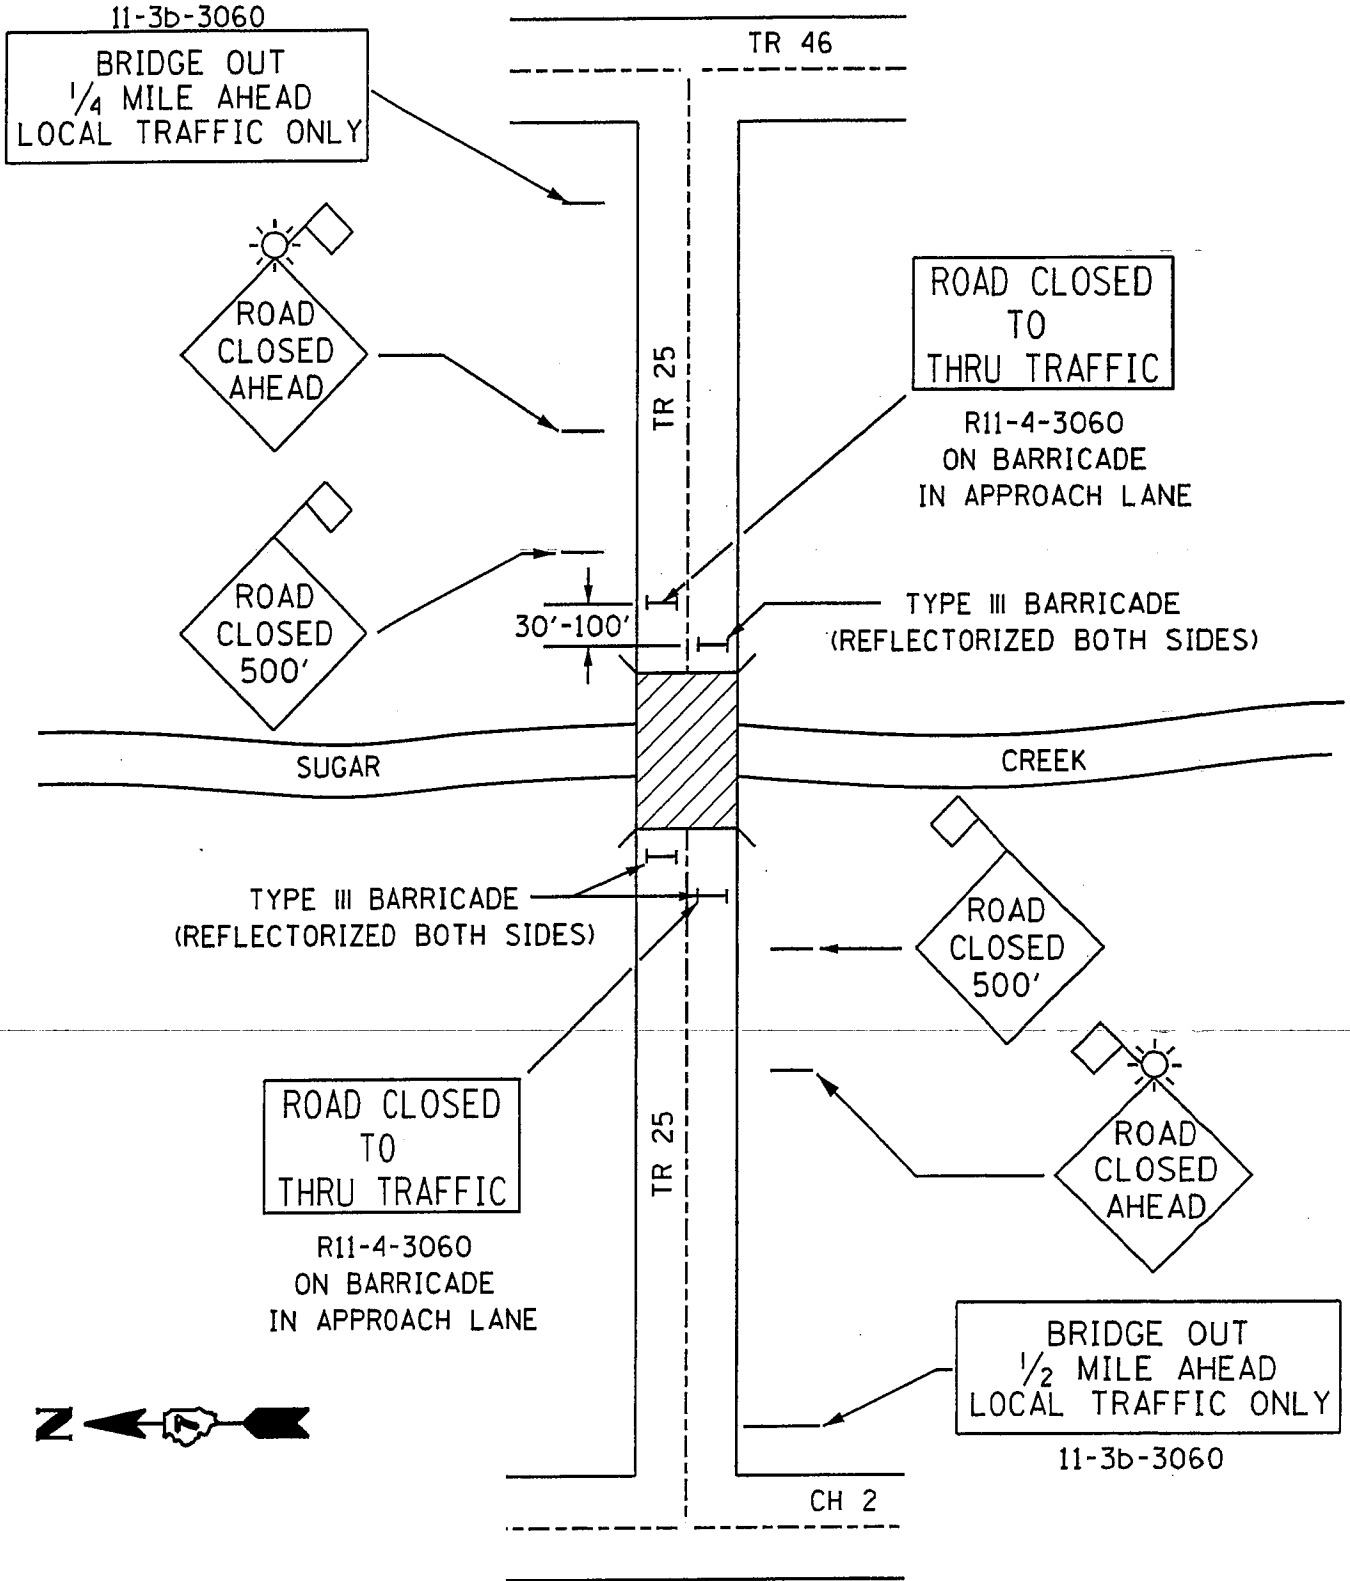 11-3b-3060
BRIDGE OUT
1/4 MILE AHEAD
LOCAL TRAFFIC ONLY
TR 46
ROAD
CLOSED
AHEAD
TR 25
ROAD CLOSED
TO
THRU TRAFFIC
R11-4-3060
ON BARRICADE
IN APPROACH LANE
ROAD
CLOSED
500'
30'-100'
TYPE III BARRICADE
(REFLECTORIZED BOTH SIDES)
SUGAR
CREEK
TYPE III BARRICADE
(REFLECTORIZED BOTH SIDES)
ROAD
CLOSED
500'
ROAD CLOSED
TO
THRU TRAFFIC
R11-4-3060
ON BARRICADE
IN APPROACH LANE
TR 25
ROAD
CLOSED
AHEAD
BRIDGE OUT
1/2 MILE AHEAD
LOCAL TRAFFIC ONLY
11-3b-3060
N
CH 2